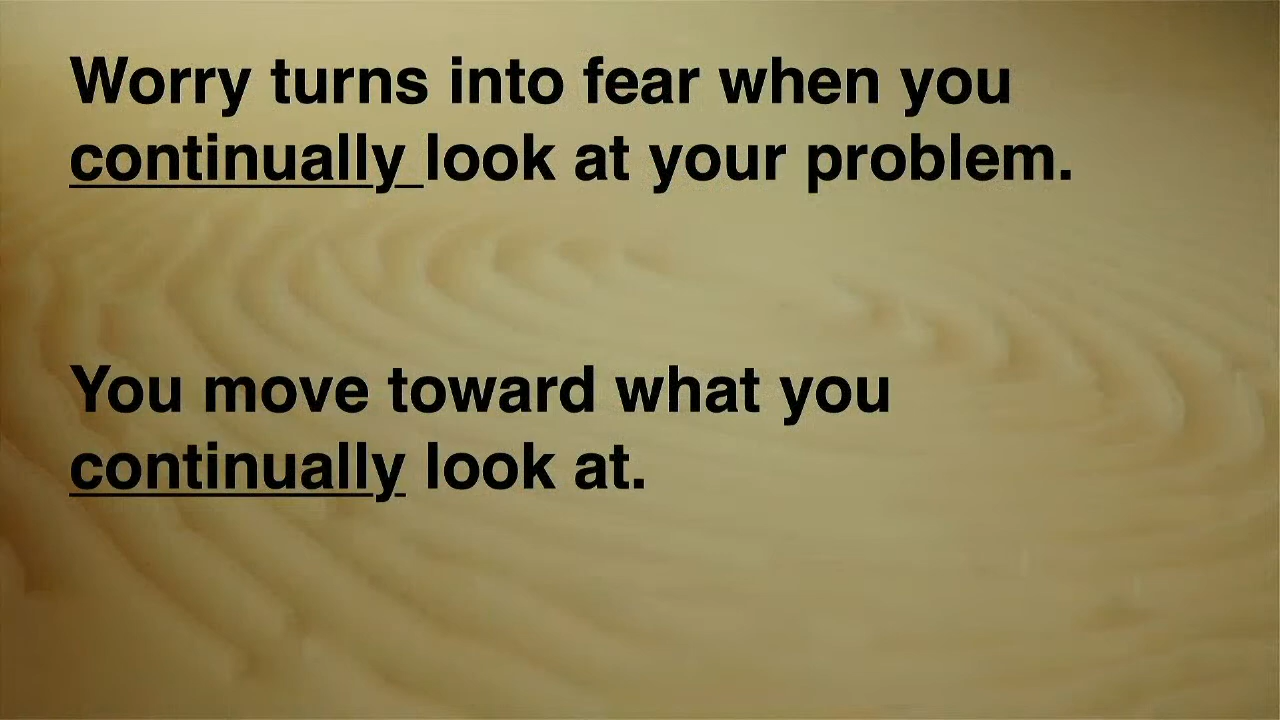 Worry turns into fear when you
continually look at your problem.
You move toward what you
continually look at.